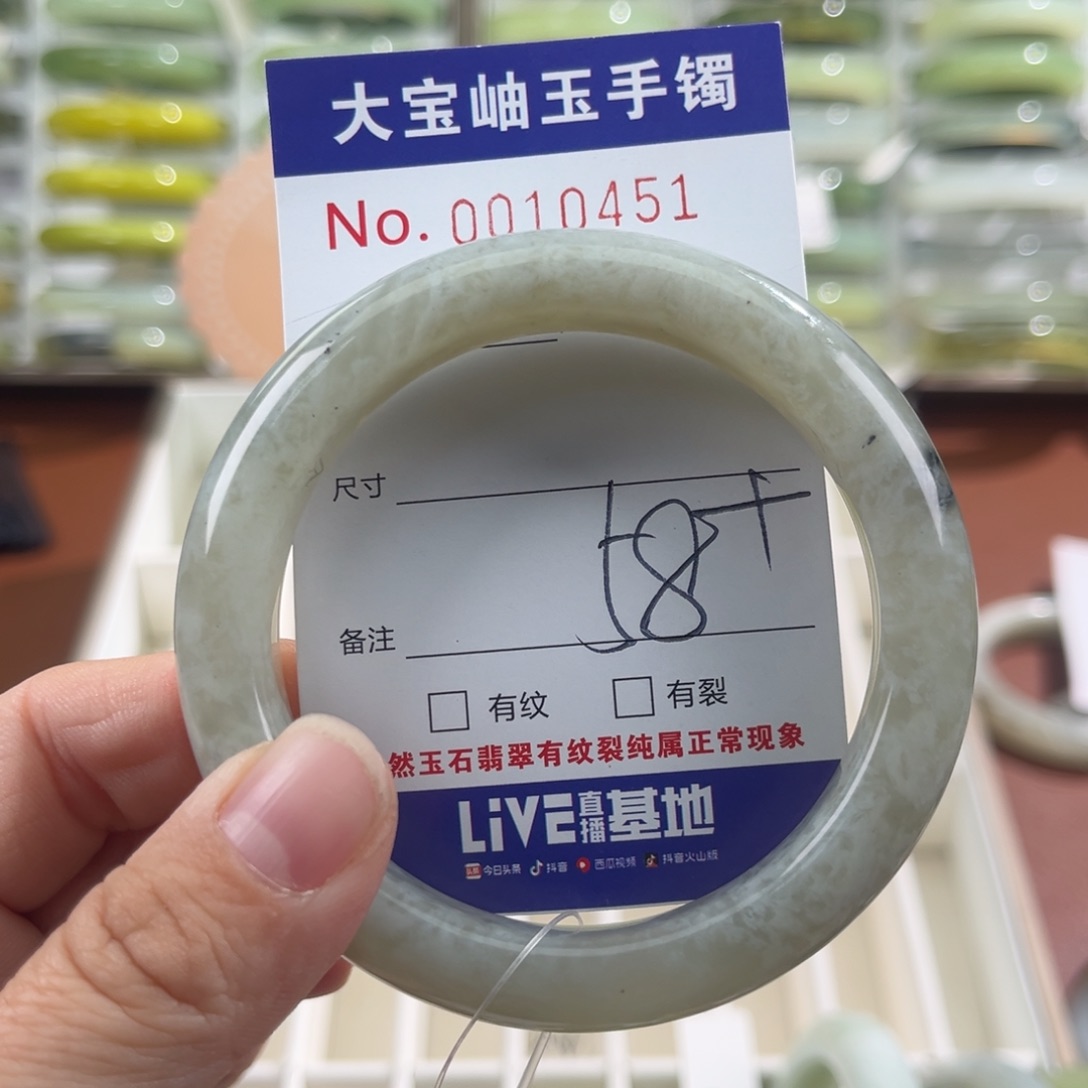 大宝岫玉手镯
No. 0010451
尺寸
备注
有纹 有裂
然玉石翡翠有纹裂纯属正常现象
LiVE直播基地
今日头条 抖音 西瓜视频 抖音火山版